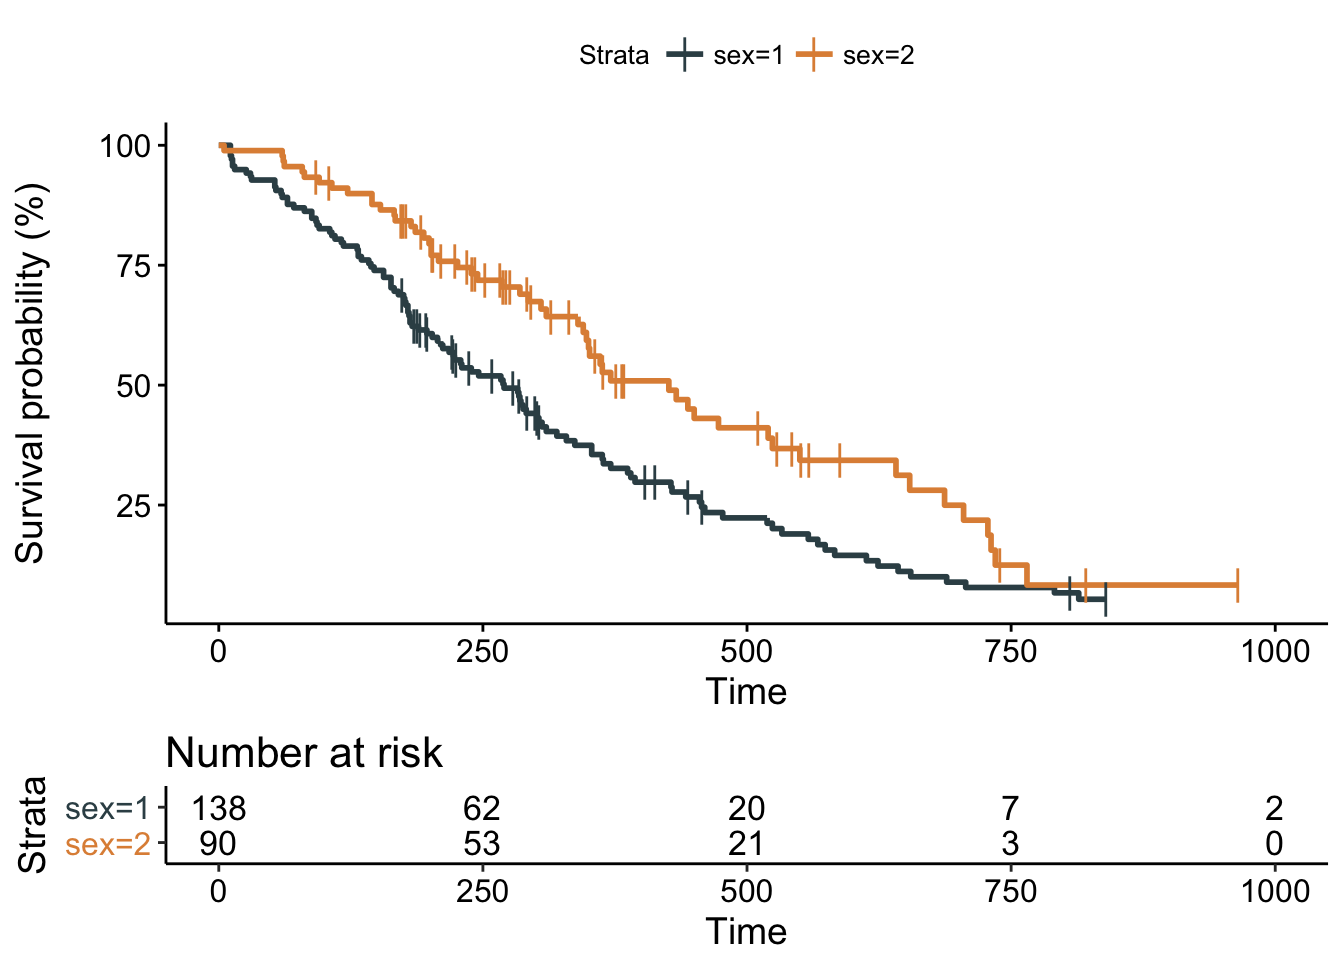 Strata sex=1 sex=2
Survival probability (%)
100
75
50
25
0 250 500 750 1000
Time
Number at risk
Strata
sex=1 138 62 20 7 2
sex=2 90 53 21 3 0
0 250 500 750 1000
Time